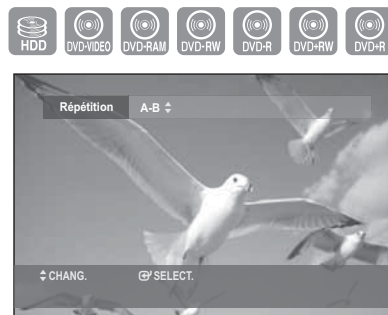 HDD DVD-VIDEO DVD-RAM DVD-RW DVD-R DVD+RW DVD+R
Répétition A-B
CHANG. SELECT.